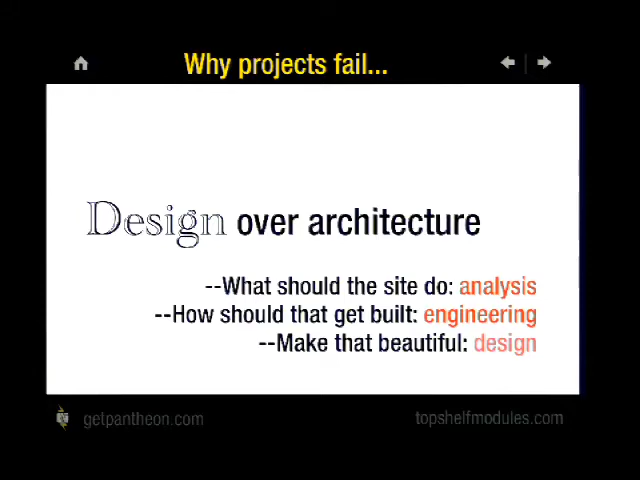 Why projects fail...
Design over architecture
--What should the site do: analysis
--How should that get built: engineering
--Make that beautiful: design
getpantheon.com
topshelfmodules.com